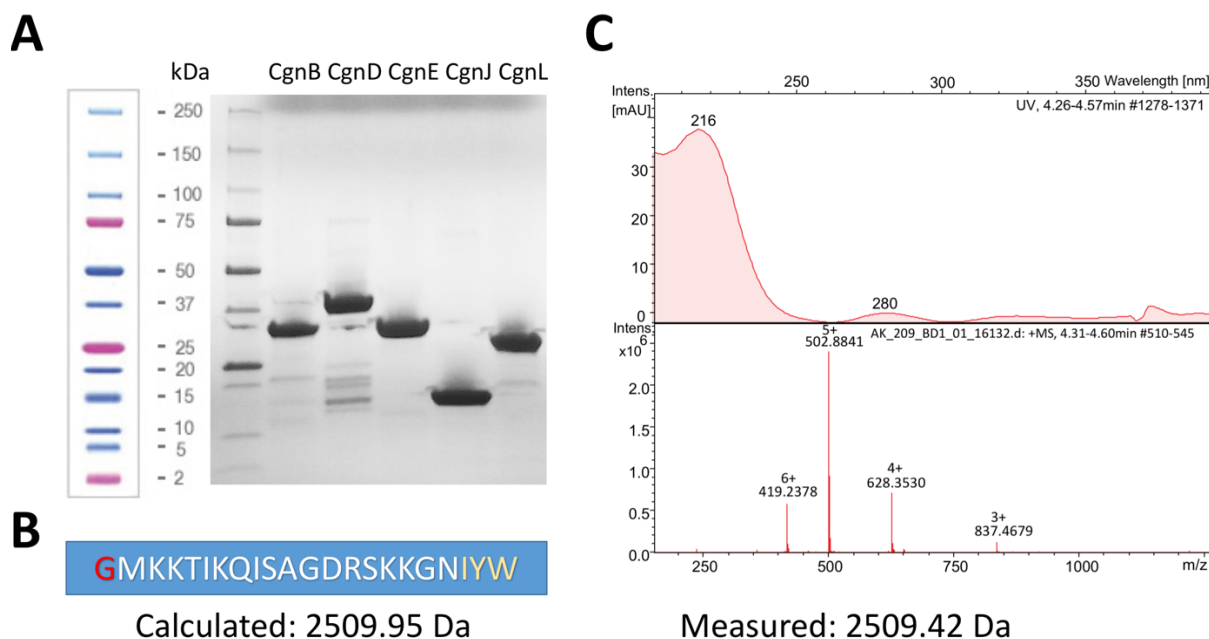 A
kDa
CgnB CgnD CgnE CgnJ CgnL
- 250
- 150
- 100
- 75
- 50
- 37
- 25
- 20
- 15
- 10
- 5
- 2
B
GMKKTIKQISAGDRSKKGNIYW
Calculated: 2509.95 Da
C
250 300 350 Wavelength [nm]
Intens.
[mAU]
UV, 4.26-4.57min #1278-1371
216
30
20
10
280
0
Intens.
x10
6
AK_209_BD1_01_16132.d: +MS, 4.31-4.60min #510-545
5+
502.8841
2.0
1.5
1.0
6+
419.2378
4+
628.3530
0.5
3+
837.4679
0.0
250 500 750 1000 m/z
Measured: 2509.42 Da